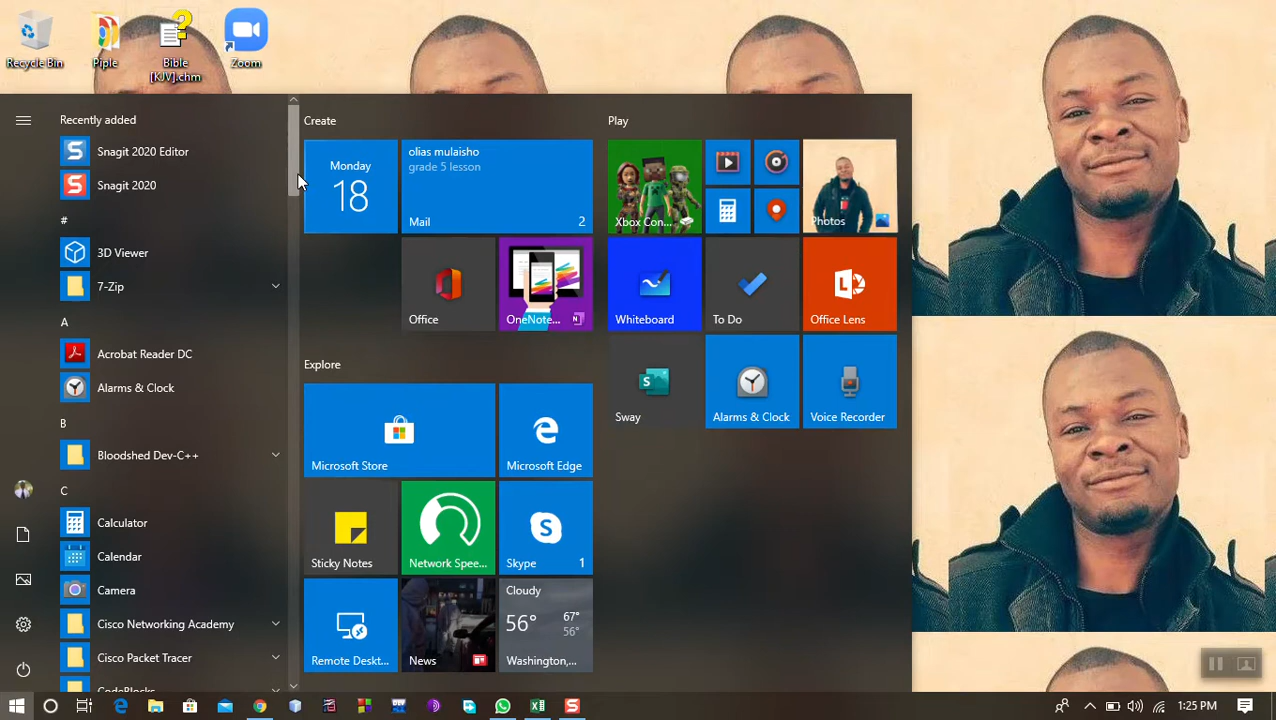 Recycle Bin
Piple
Bible
[KJV].chm
Zoom
Recently added
Snagit 2020 Editor
Snagit 2020
#
3D Viewer
7-Zip
A
Acrobat Reader DC
Alarms & Clock
B
Bloodshed Dev-C++
C
Calculator
Calendar
Camera
Cisco Networking Academy
Cisco Packet Tracer
CodeBlocks
Create
Monday
18
olias mulaisho
grade 5 lesson
Mail 2
Office
OneNote...
Explore
Microsoft Store
Microsoft Edge
Sticky Notes
Network Spee...
Skype 1
Remote Deskt...
News
Cloudy
56° 67°
56°
Washington,...
Play
Xbox Con...
Photos
Whiteboard
To Do
Office Lens
Sway
Alarms & Clock
Voice Recorder
1:25 PM